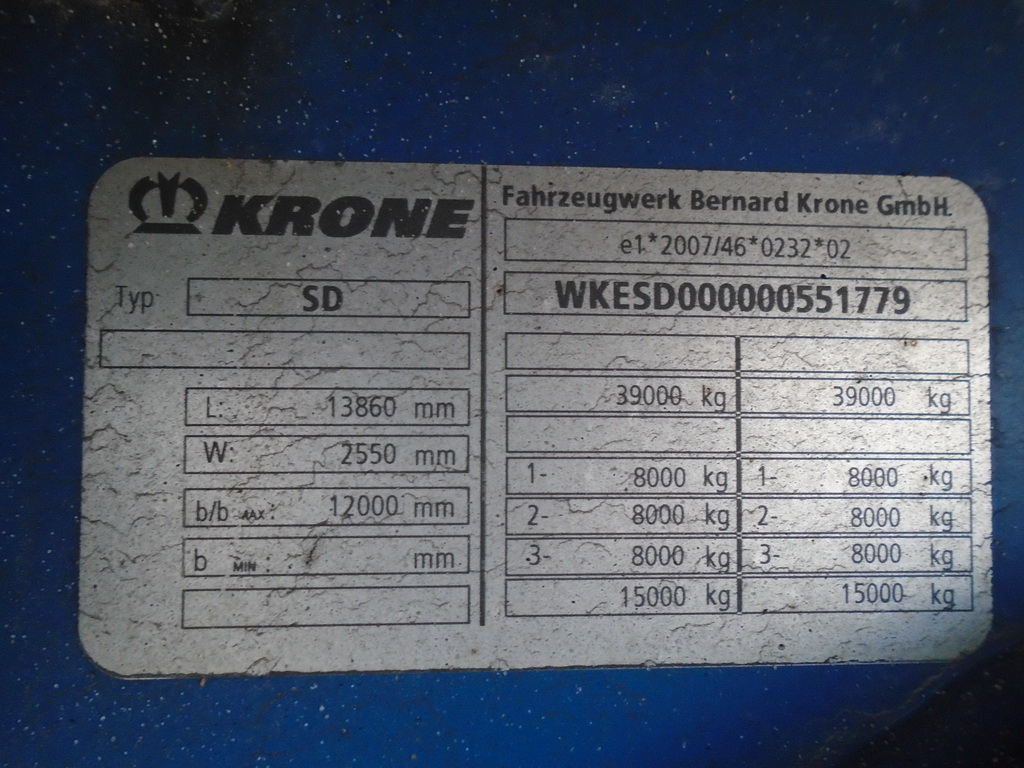 KRONE
Typ SD
L: 13860 mm
W: 2550 mm
b/b MAX: 12000 mm
b MIN : mm
Fahrzeugwerk Bernard Krone GmbH.
e1*2007/46*0232*02
WKESD000000551779
39000 kg 39000 kg
1- 8000 kg 1- 8000 kg
2- 8000 kg 2- 8000 kg
3- 8000 kg 3- 8000 kg
15000 kg 15000 kg